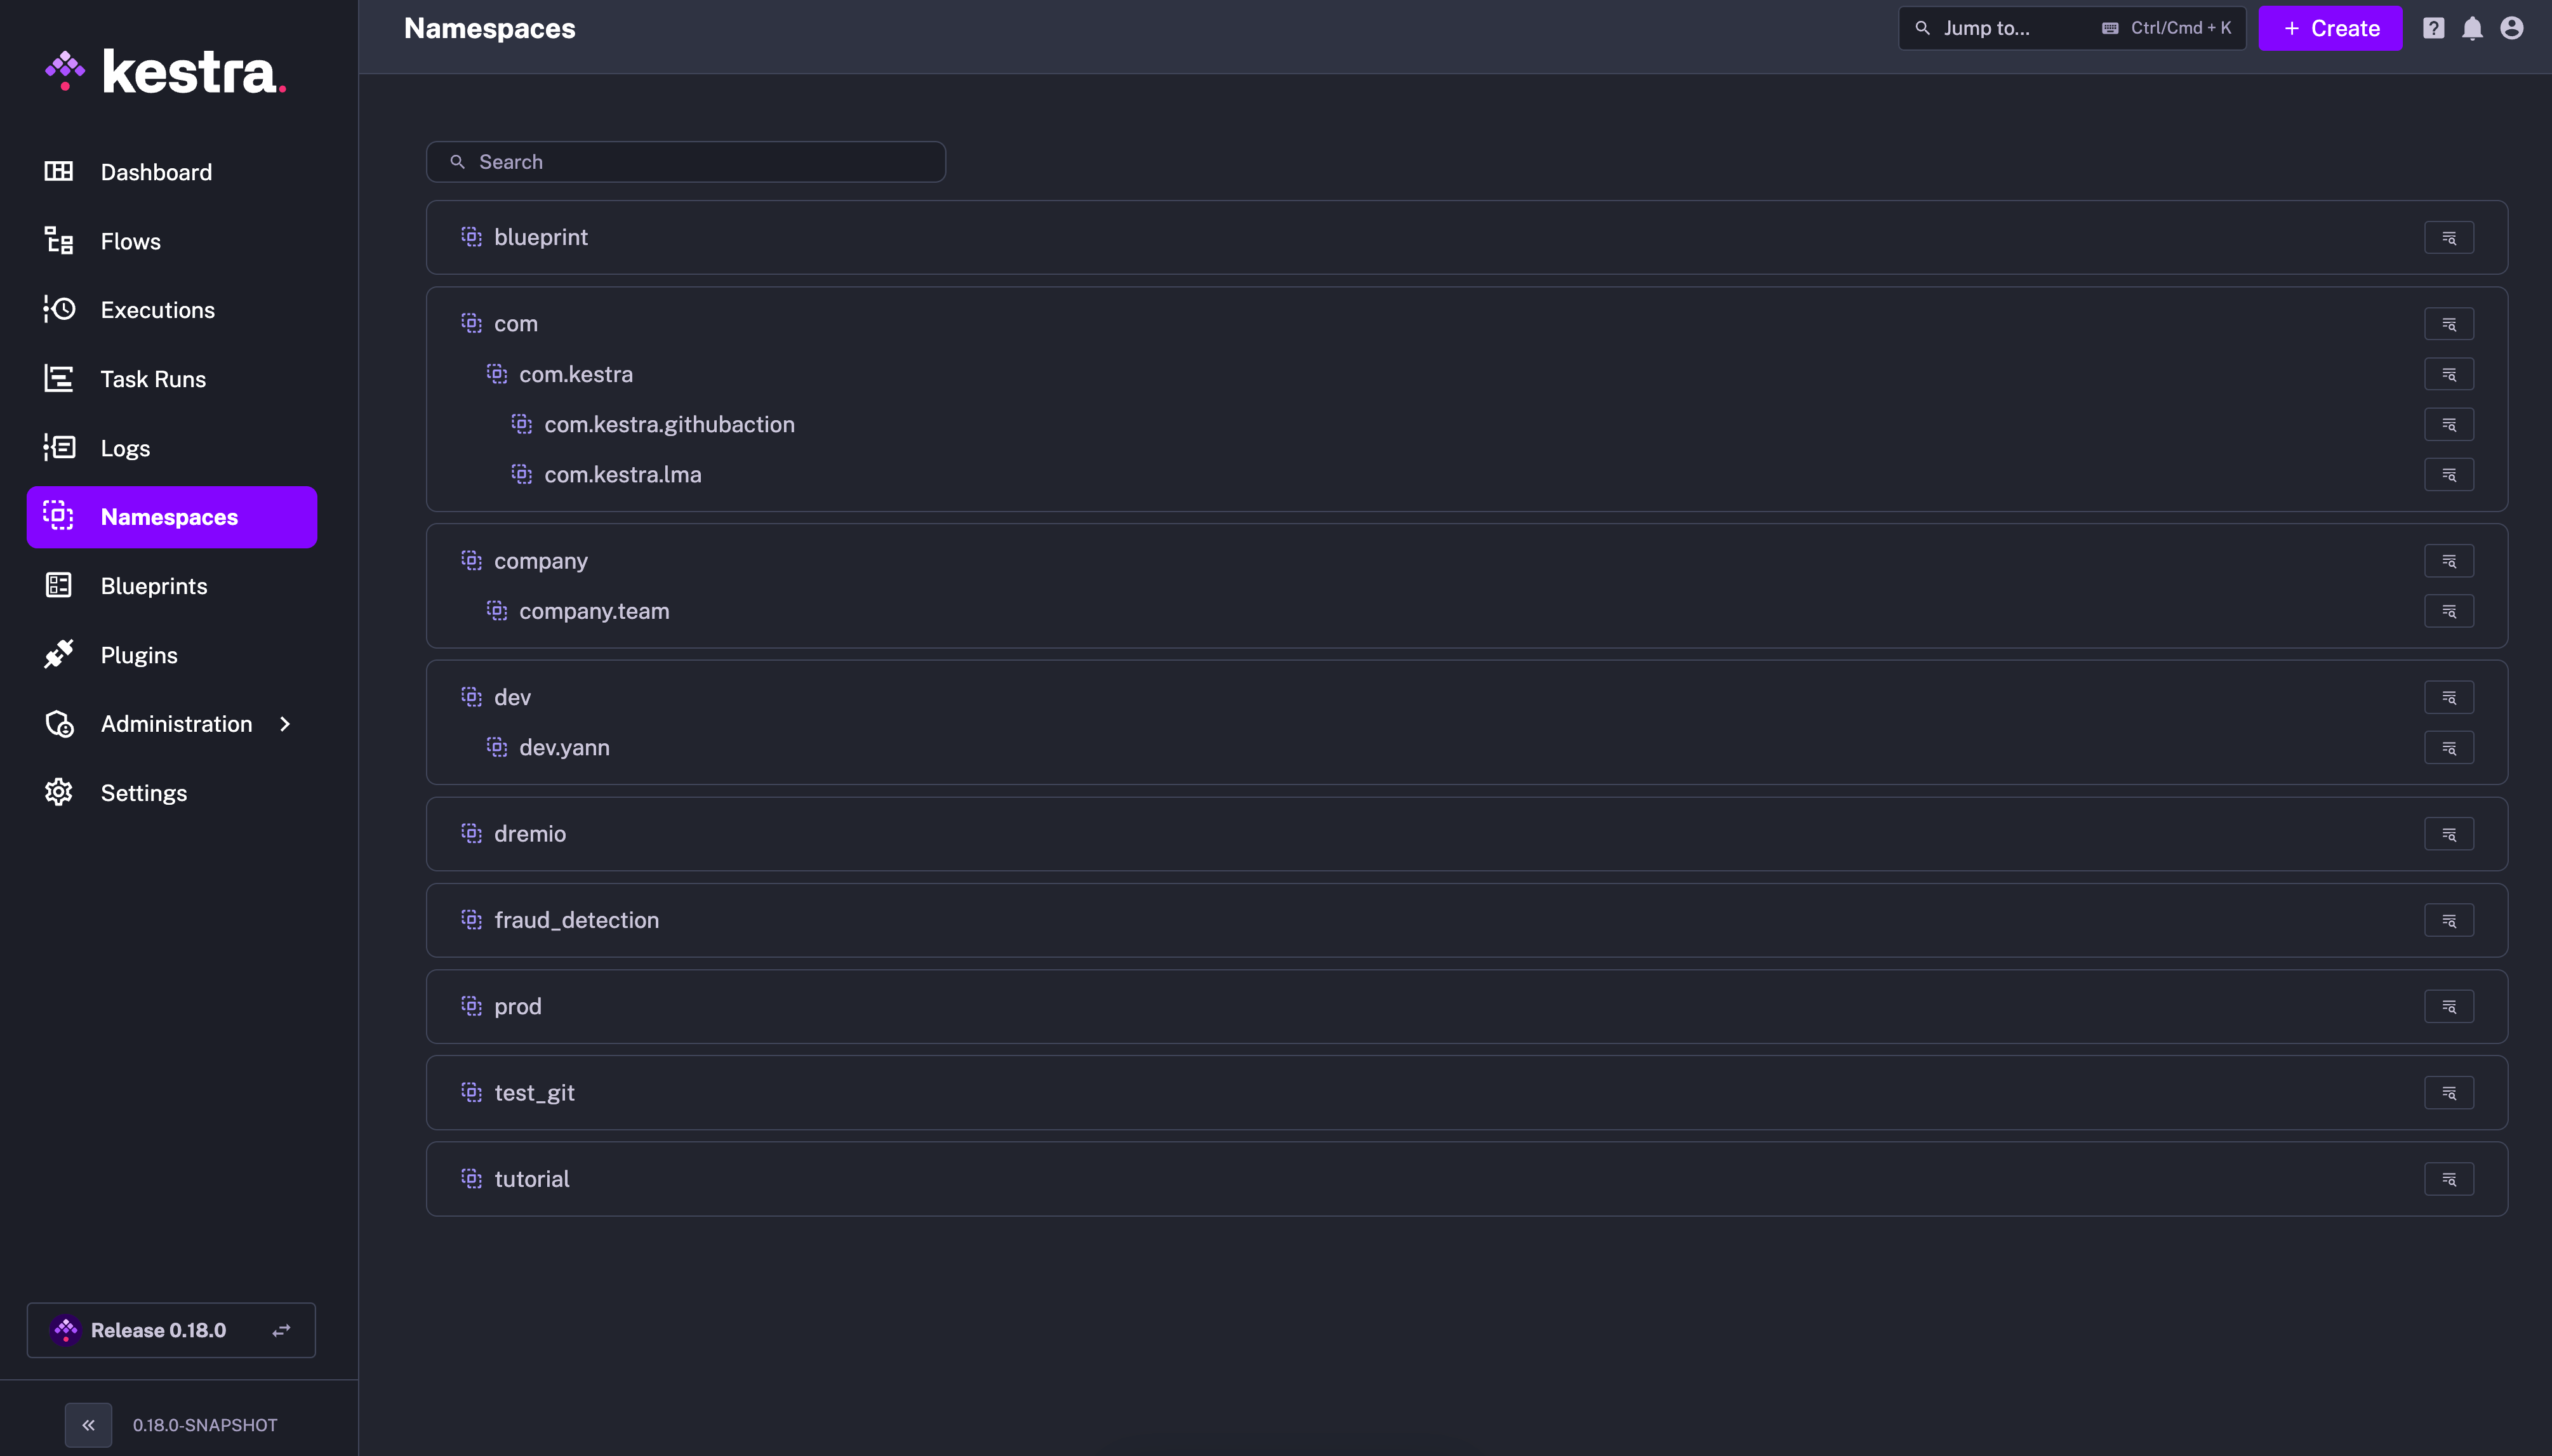 kestra.
Dashboard
Flows
Executions
Task Runs
Logs
Namespaces
Blueprints
Plugins
Administration
Settings
Release 0.18.0
0.18.0-SNAPSHOT
Namespaces
Jump to... Ctrl/Cmd + K
+ Create
?
Search
blueprint
com
com.kestra
com.kestra.githubaction
com.kestra.lma
company
company.team
dev
dev.yann
dremio
fraud_detection
prod
test_git
tutorial